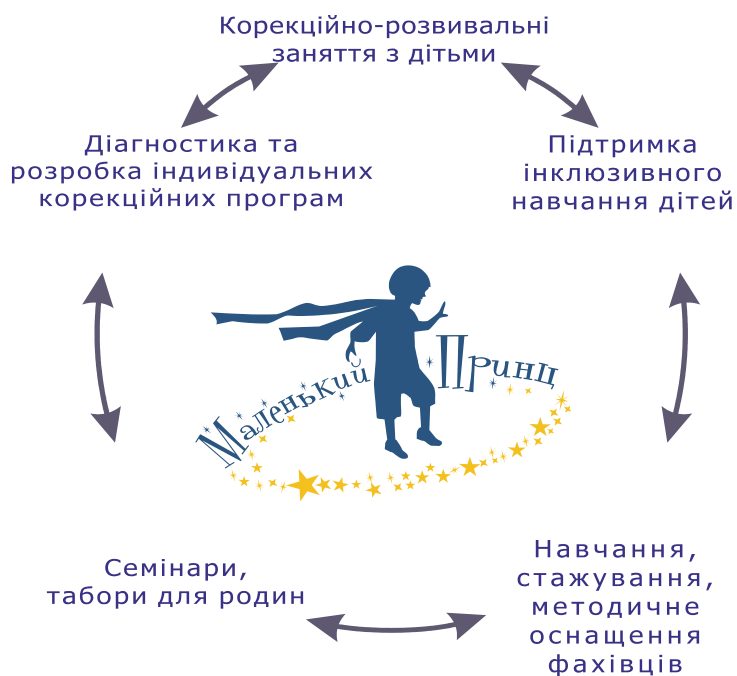 Корекційно-розвивальні
заняття з дітьми
Діагностика та
розробка індивідуальних
корекційних програм
Підтримка
інклюзивного
навчання дітей
Маленький Принц
Семінари,
табори для родин
Навчання,
стажування,
методичне
оснащення
фахівців